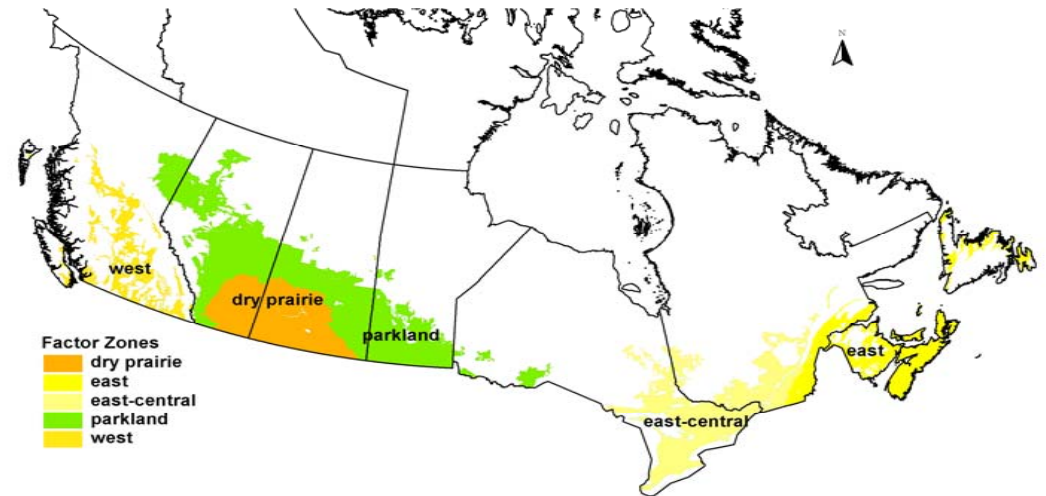 N
west
dry prairie
parkland
east
east-central
Factor Zones
dry prairie
east
east-central
parkland
west